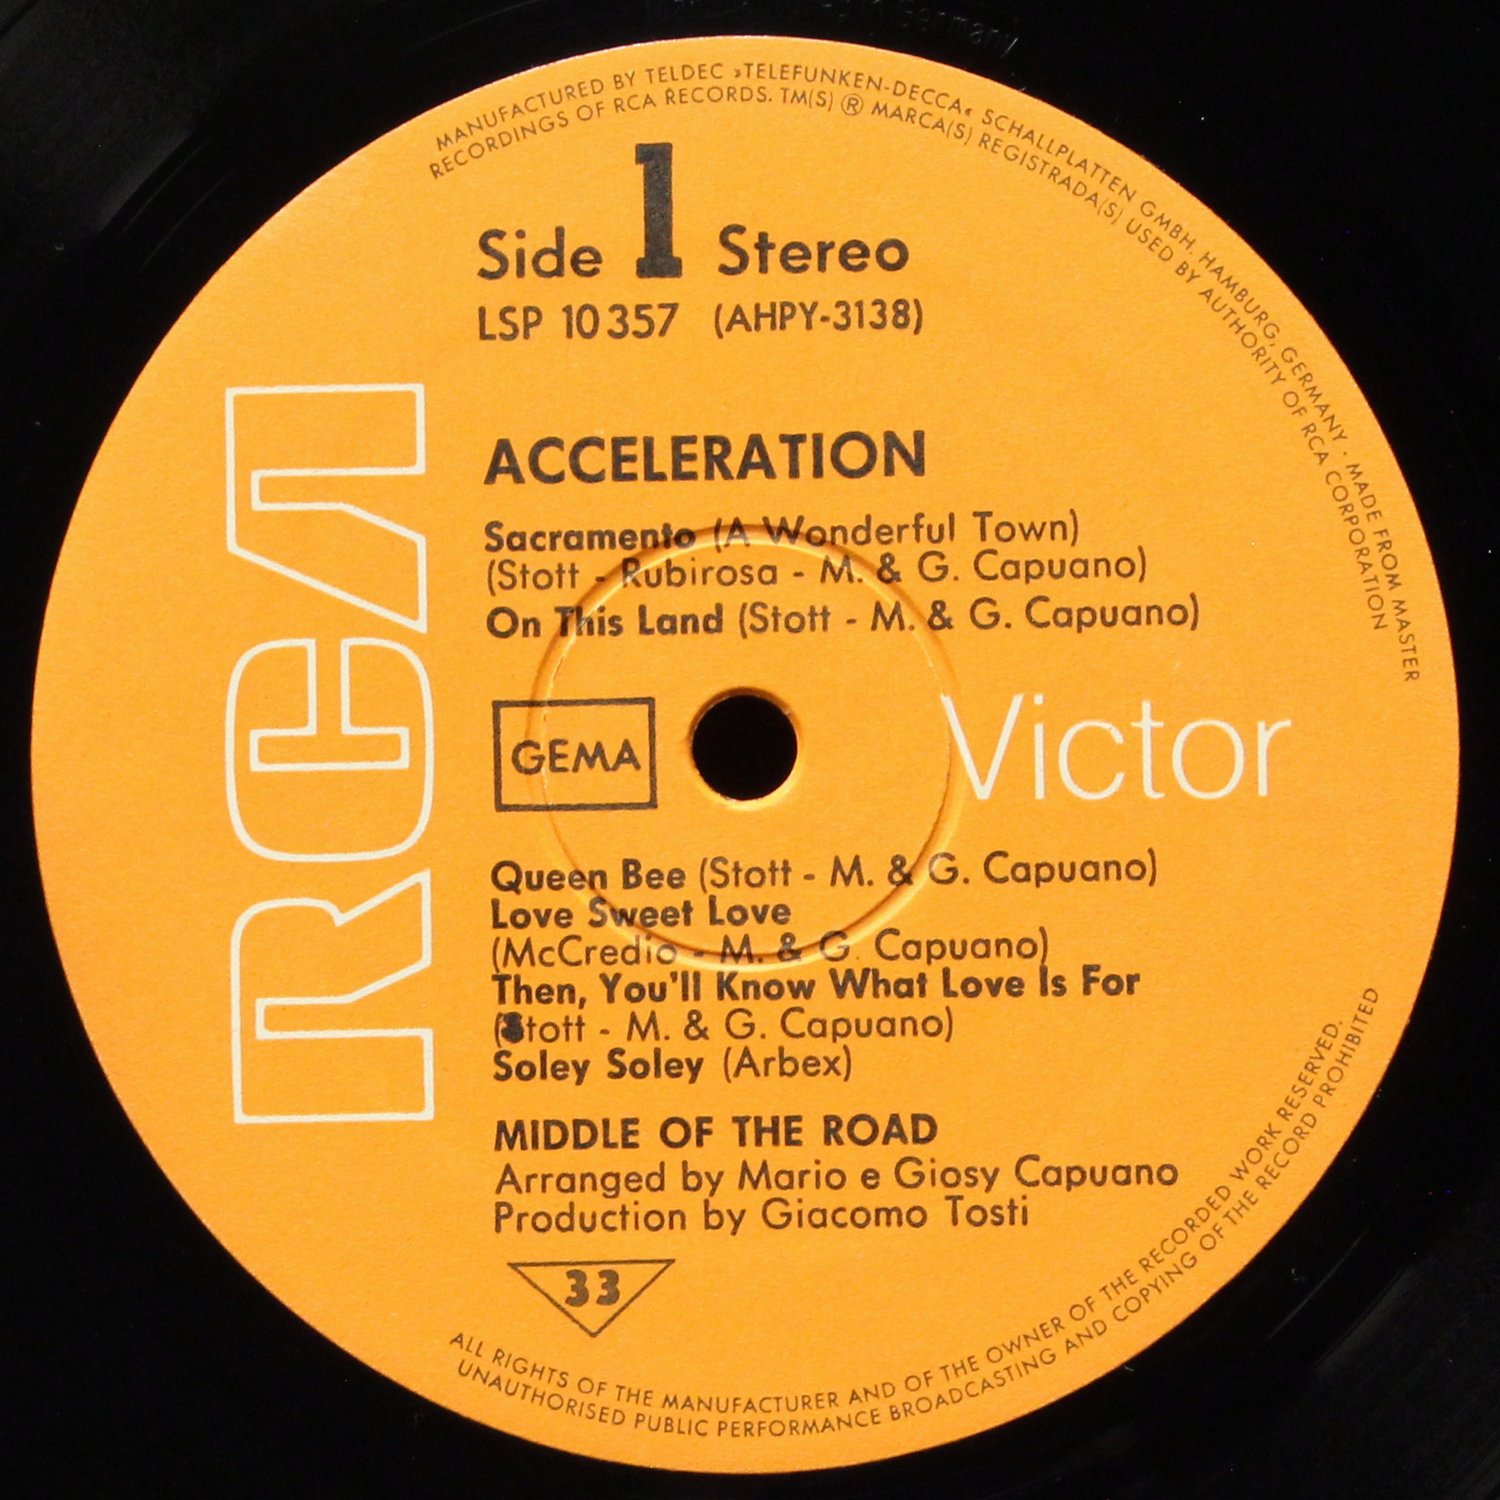 MANUFACTURED BY TELDEC »TELEFUNKEN-DECCA« SCHALLPLATTEN GMBH. HAMBURG, GERMANY · MADE FROM MASTER
RECORDINGS OF RCA RECORDS. TM(S) ® MARCA(S) REGISTRADA(S) USED BY AUTHORITY OF RCA CORPORATION
Side 1 Stereo
LSP 10357 (AHPY-3138)
RCA
ACCELERATION
Sacramento (A Wonderful Town)
(Stott - Rubirosa - M. & G. Capuano)
On This Land (Stott - M. & G. Capuano)
GEMA
Victor
Queen Bee (Stott - M. & G. Capuano)
Love Sweet Love
(McCredio - M. & G. Capuano)
Then, You'll Know What Love Is For
(Stott - M. & G. Capuano)
Soley Soley (Arbex)
MIDDLE OF THE ROAD
Arranged by Mario e Giosy Capuano
Production by Giacomo Tosti
33
ALL RIGHTS OF THE MANUFACTURER AND OF THE OWNER OF THE RECORDED WORK RESERVED.
UNAUTHORISED PUBLIC PERFORMANCE BROADCASTING AND COPYING OF THE RECORD PROHIBITED
in Germany